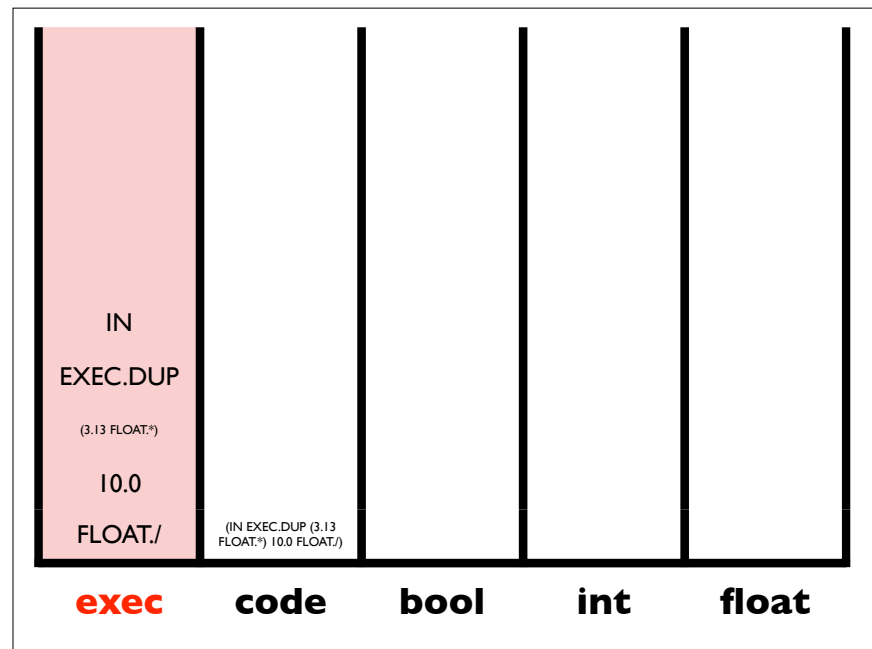 IN
EXEC.DUP
(3.13 FLOAT.*)
10.0
FLOAT./
(IN EXEC.DUP (3.13
FLOAT.*) 10.0 FLOAT./)
exec code bool int float